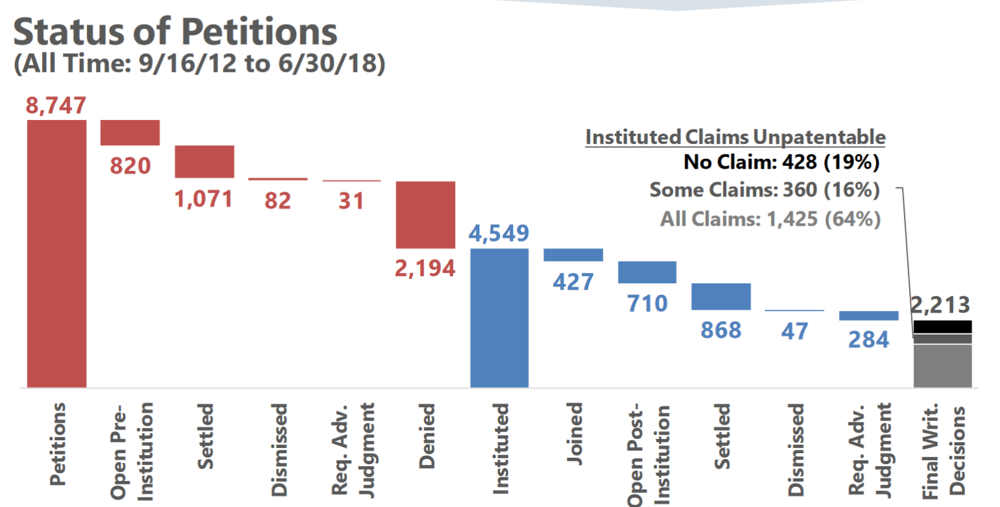 Status of Petitions
(All Time: 9/16/12 to 6/30/18)
8,747
820
1,071
82
31
2,194
4,549
427
710
868
47
284
2,213
Instituted Claims Unpatentable
No Claim: 428 (19%)
Some Claims: 360 (16%)
All Claims: 1,425 (64%)
Petitions
Open Pre-
Institution
Settled
Dismissed
Req. Adv.
Judgment
Denied
Instituted
Joined
Open Post-
Institution
Settled
Dismissed
Req. Adv.
Judgment
Final Writ.
Decisions